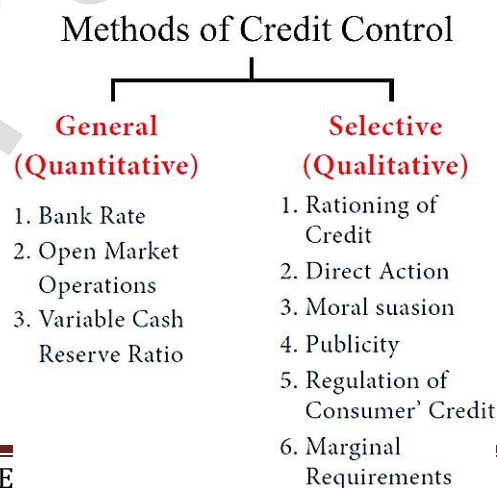 Methods of Credit Control
General
(Quantitative)
1. Bank Rate
2. Open Market
Operations
3. Variable Cash
Reserve Ratio
Selective
(Qualitative)
1. Rationing of
Credit
2. Direct Action
3. Moral suasion
4. Publicity
5. Regulation of
Consumer’ Credit
6. Marginal
Requirements
E